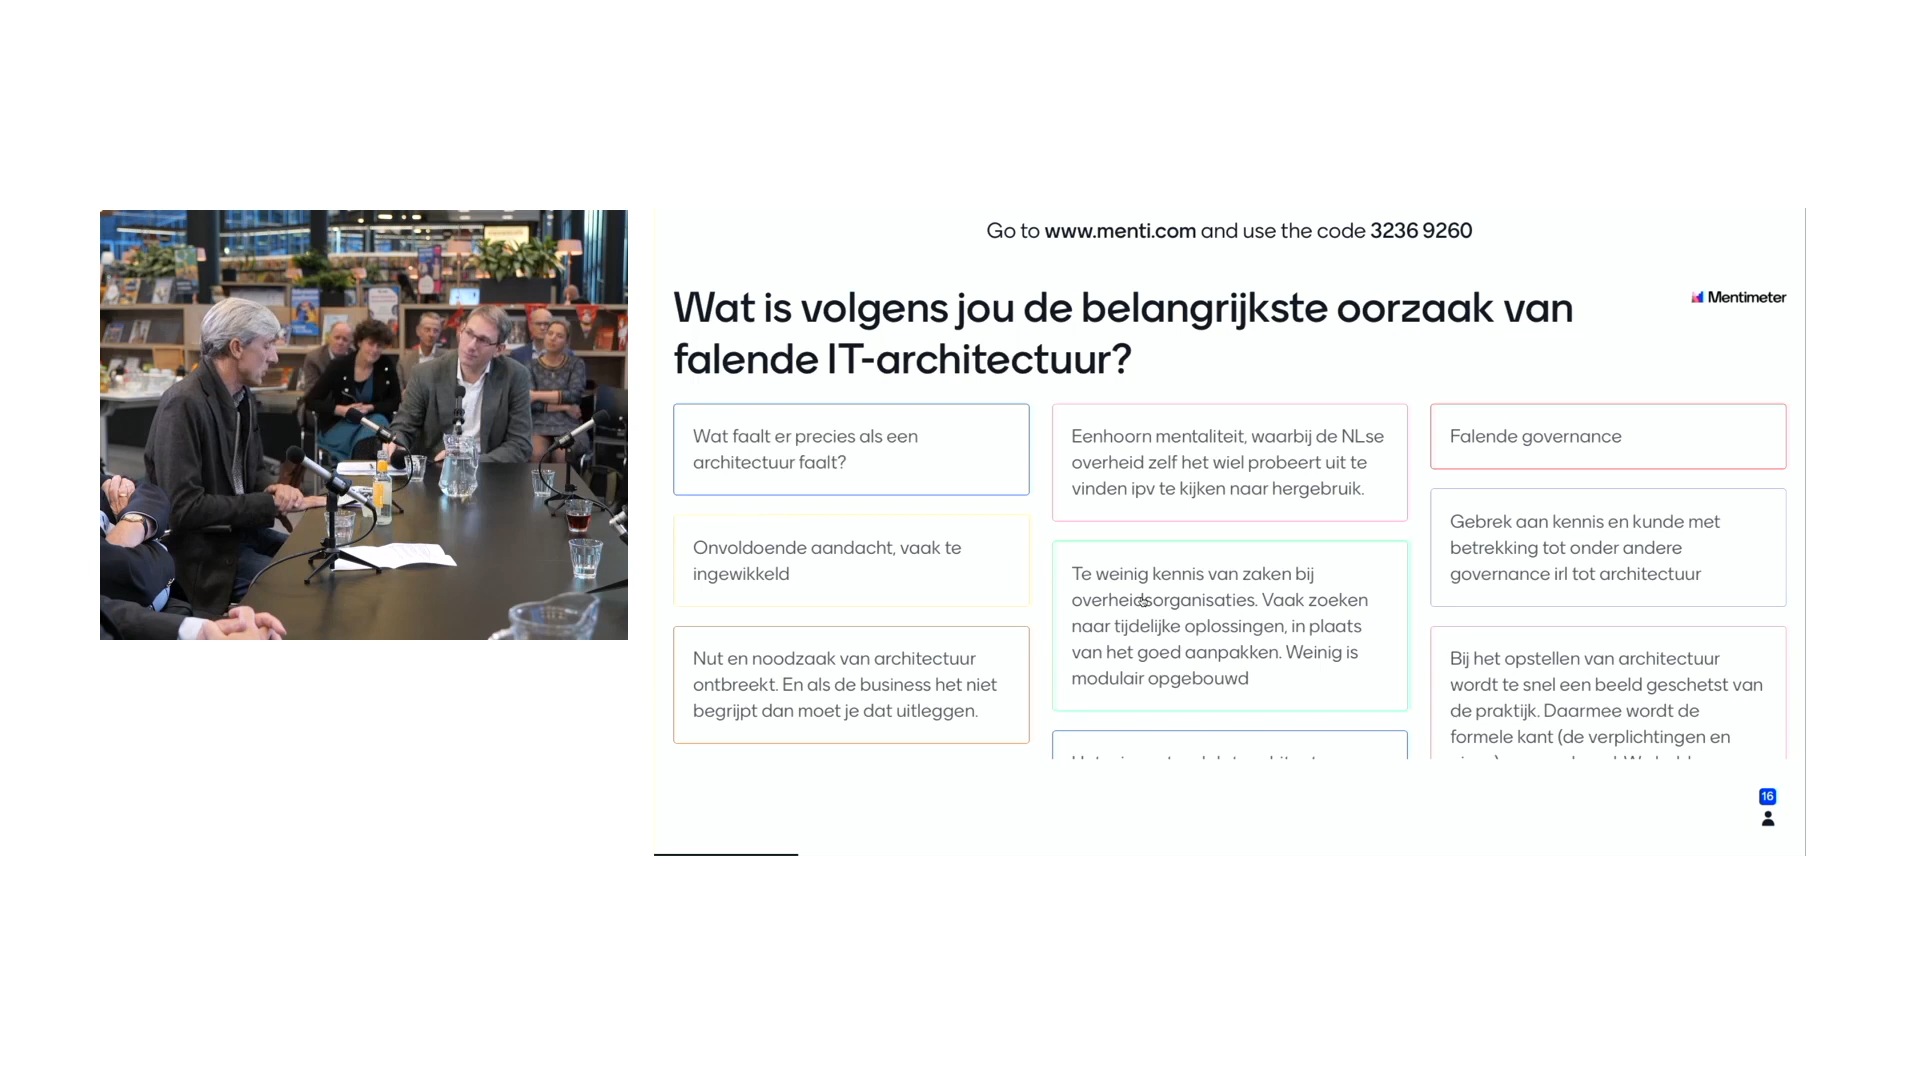 Go to www.menti.com and use the code 3236 9260
Wat is volgens jou de belangrijkste oorzaak van
falende IT-architectuur?
Mentimeter
Wat faalt er precies als een
architectuur faalt?
Onvoldoende aandacht, vaak te
ingewikkeld
Nut en noodzaak van architectuur
ontbreekt. En als de business het niet
begrijpt dan moet je dat uitleggen.
Eenhoorn mentaliteit, waarbij de NLse
overheid zelf het wiel probeert uit te
vinden ipv te kijken naar hergebruik.
Te weinig kennis van zaken bij
overheidsorganisaties. Vaak zoeken
naar tijdelijke oplossingen, in plaats
van het goed aanpakken. Weinig is
modulair opgebouwd
Falende governance
Gebrek aan kennis en kunde met
betrekking tot onder andere
governance irl tot architectuur
Bij het opstellen van architectuur
wordt te snel een beeld geschetst van
de praktijk. Daarmee wordt de
formele kant (de verplichtingen en
16